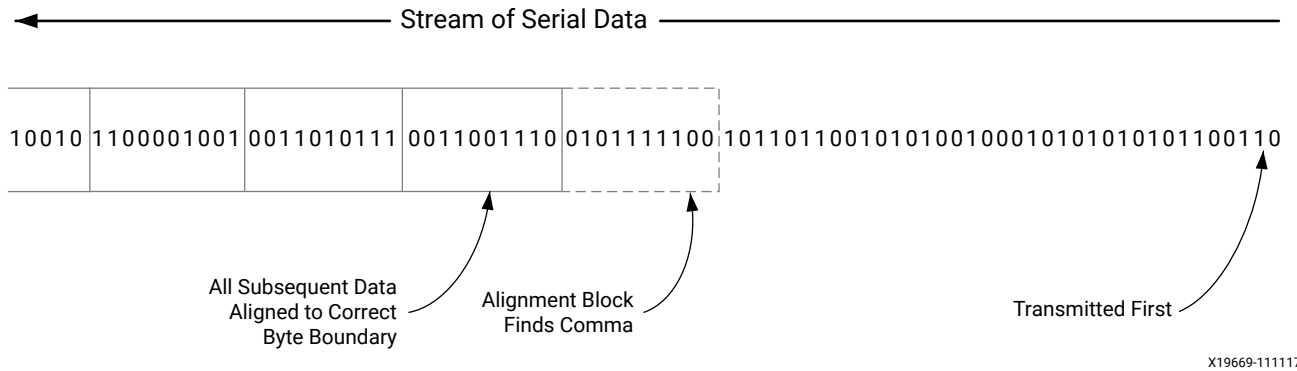 Stream of Serial Data
10010 1100001001 0011010111 0011001110 0101111100 1011011001010100100010101010101100110
All Subsequent Data
Aligned to Correct
Byte Boundary
Alignment Block
Finds Comma
Transmitted First
X19669-111117